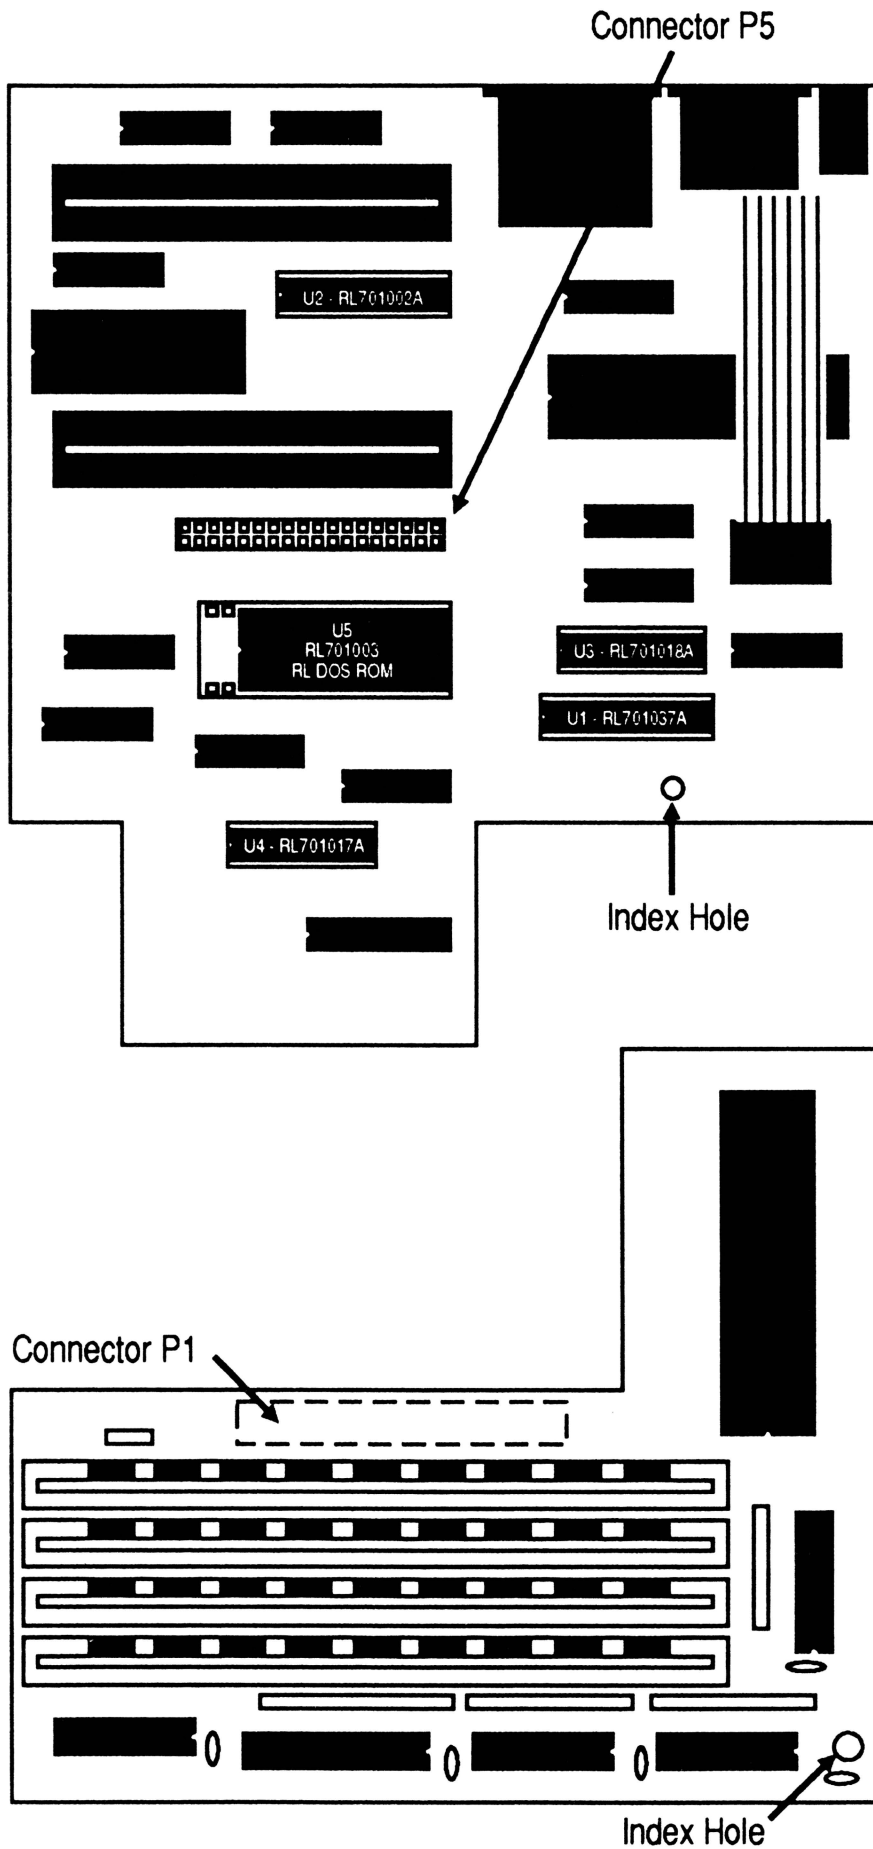 Connector P5
U2 - RL701002A
U5
RL701003
RL DOS ROM
U3 - RL701018A
U1 - RL701037A
U4 - RL701017A
Index Hole
Connector P1
Index Hole